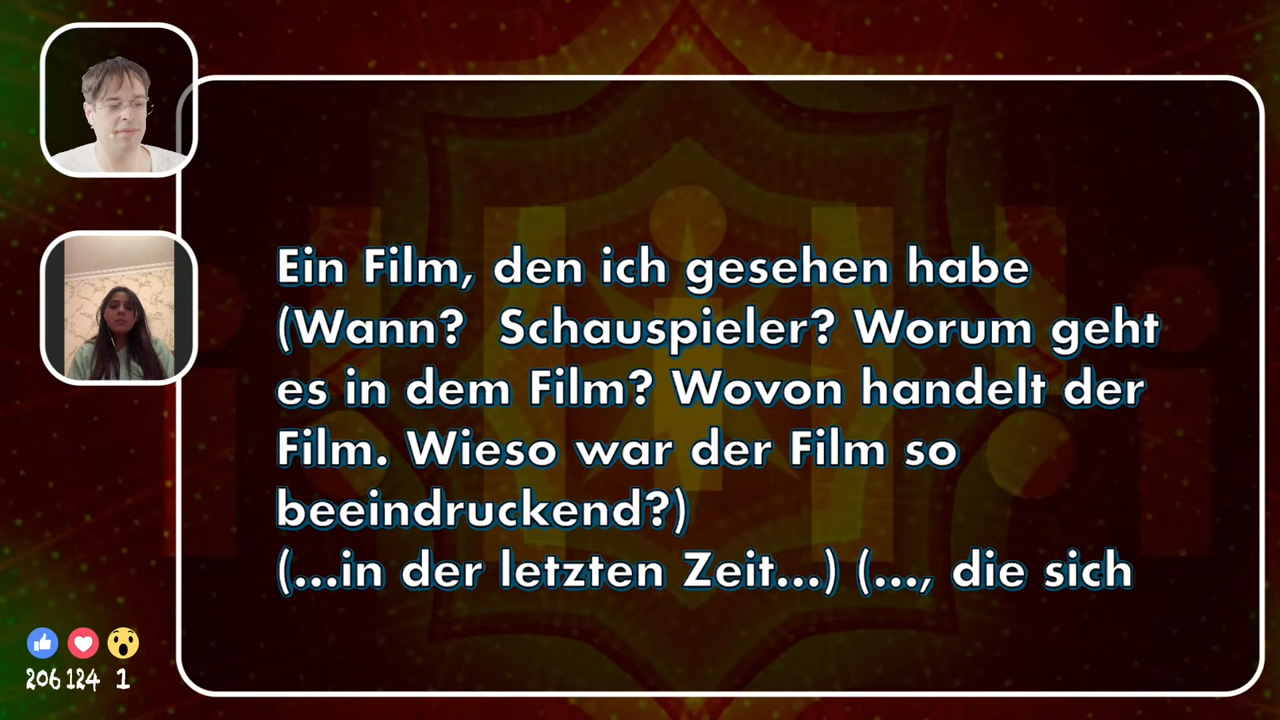 Ein Film, den ich gesehen habe
(Wann?  Schauspieler? Worum geht
es in dem Film? Wovon handelt der
Film. Wieso war der Film so
beeindruckend?)
(...in der letzten Zeit...) (..., die sich
206 124 1